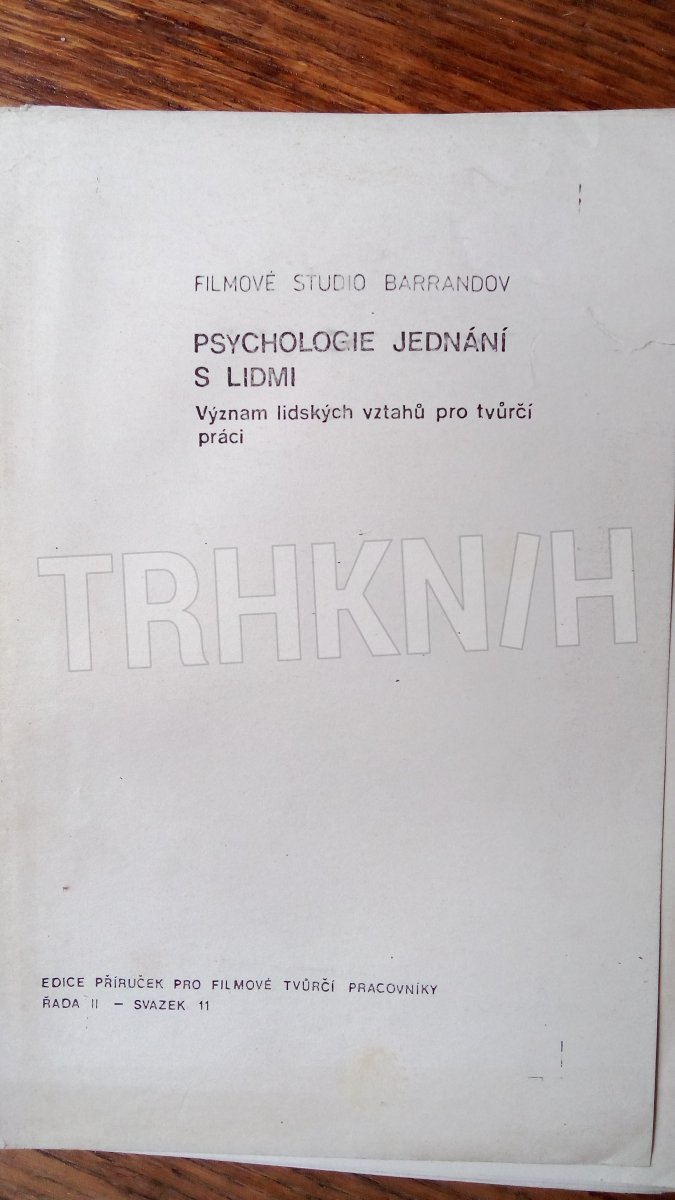 FILMOVÉ STUDIO BARRANDOV
PSYCHOLOGIE JEDNÁNÍ
S LIDMI
Význam lidských vztahů pro tvůrčí
práci
TRHKNIH
EDICE PŘÍRUČEK PRO FILMOVÉ TVŮRČÍ PRACOVNÍKY
ŘADA II – SVAZEK 11